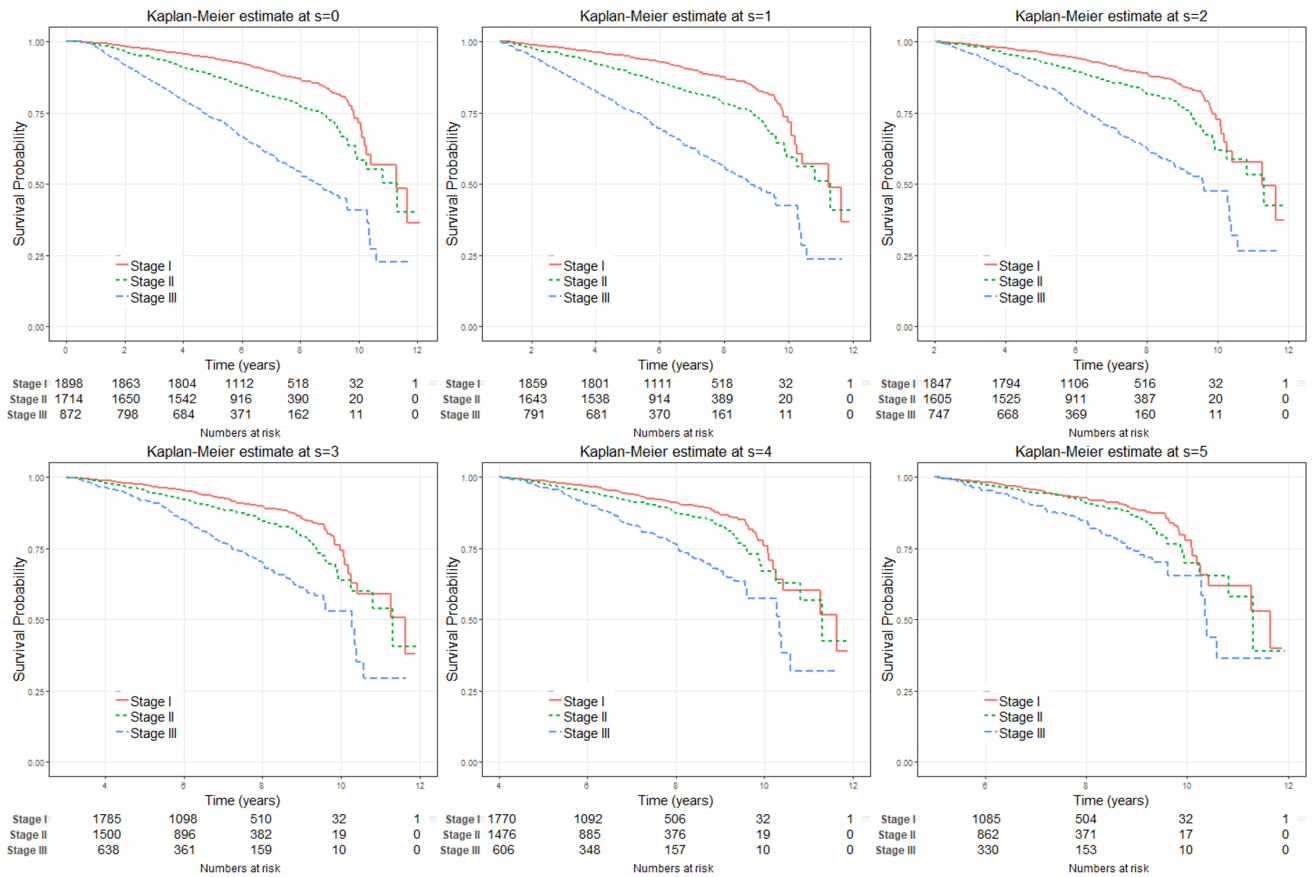 Kaplan-Meier estimate at s=0
Survival Probability
1.00
0.75
0.50
0.25
0.00
Stage I
Stage II
Stage III
0 2 4 6 8 10 12
Time (years)
Stage I 1898 1863 1804 1112 518 32 1
Stage II 1714 1650 1542 916 390 20 0
Stage III 872 798 684 371 162 11 0
Numbers at risk
Kaplan-Meier estimate at s=1
Survival Probability
1.00
0.75
0.50
0.25
0.00
Stage I
Stage II
Stage III
2 4 6 8 10 12
Time (years)
Stage I 1859 1801 1111 518 32 1
Stage II 1643 1538 914 389 20 0
Stage III 791 681 370 161 11 0
Numbers at risk
Kaplan-Meier estimate at s=2
Survival Probability
1.00
0.75
0.50
0.25
0.00
Stage I
Stage II
Stage III
2 4 6 8 10 12
Time (years)
Stage I 1847 1794 1106 516 32 1
Stage II 1605 1525 911 387 20 0
Stage III 747 668 369 160 11 0
Numbers at risk
Kaplan-Meier estimate at s=3
Survival Probability
1.00
0.75
0.50
0.25
0.00
Stage I
Stage II
Stage III
4 6 8 10 12
Time (years)
Stage I 1785 1098 510 32 1
Stage II 1500 896 382 19 0
Stage III 638 361 159 10 0
Numbers at risk
Kaplan-Meier estimate at s=4
Survival Probability
1.00
0.75
0.50
0.25
0.00
Stage I
Stage II
Stage III
4 6 8 10 12
Time (years)
Stage I 1770 1092 506 32 1
Stage II 1476 885 376 19 0
Stage III 606 348 157 10 0
Numbers at risk
Kaplan-Meier estimate at s=5
Survival Probability
1.00
0.75
0.50
0.25
0.00
Stage I
Stage II
Stage III
6 8 10 12
Time (years)
Stage I 1085 504 32 1
Stage II 862 371 17 0
Stage III 330 153 10 0
Numbers at risk